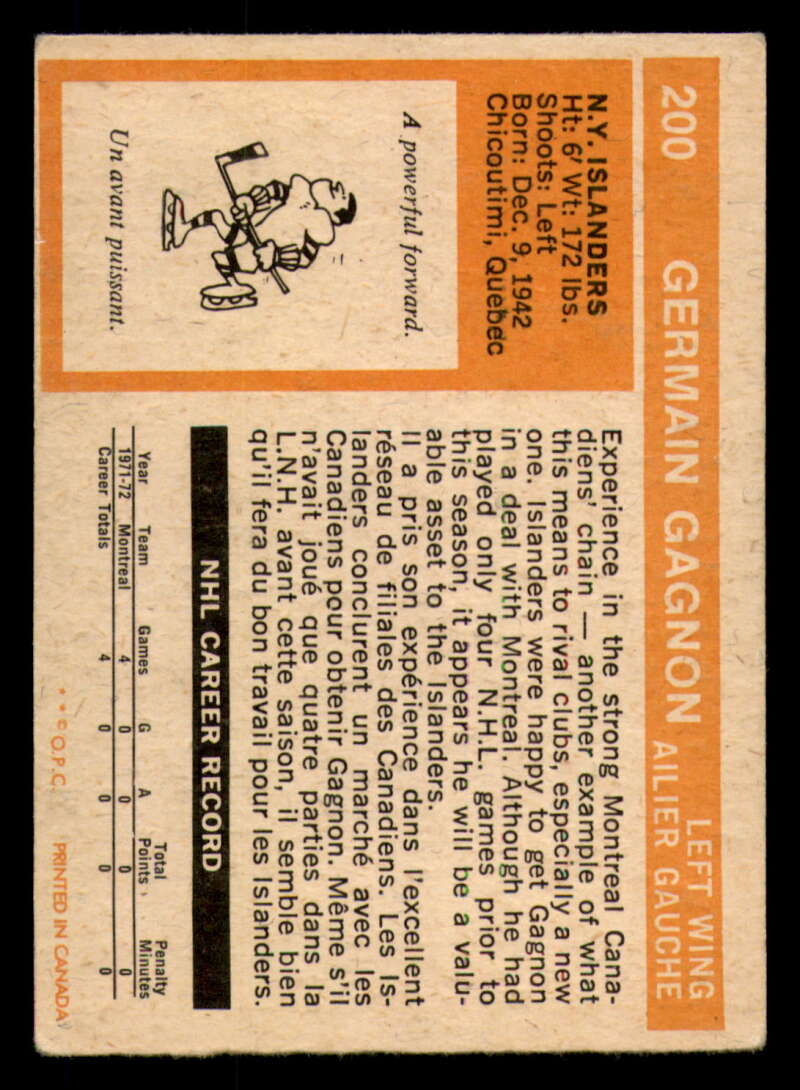 200 GERMAIN GAGNON
LEFT WING
AILIER GAUCHE
N.Y. ISLANDERS
Ht: 6' Wt: 172 lbs.
Shoots: Left
Born: Dec. 9, 1942
Chicoutimi, Quebec
A powerful forward.
Un avant puissant.
Experience in the strong Montreal Cana-
diens' chain — another example of what
this means to rival clubs, especially a new
one. Islanders were happy to get Gagnon
in a deal with Montreal. Although he had
played only four N.H.L. games prior to
this season, it appears he will be a valu-
able asset to the Islanders.
Il a pris son expérience dans l'excellent
réseau de filiales des Canadiens. Les Is-
landers conclurent un marché avec les
Canadiens pour obtenir Gagnon. Même s'il
n'avait joué que quatre parties dans la
L.N.H. avant cette saison, il semble bien
qu'il fera du bon travail pour les Islanders.
NHL CAREER RECORD
Year Team Games G A Total Points Penalty Minutes
1971-72 Montreal 4 0 0 0 0
Career Totals 4 0 0 0 0
* * © O.P.C. PRINTED IN CANADA